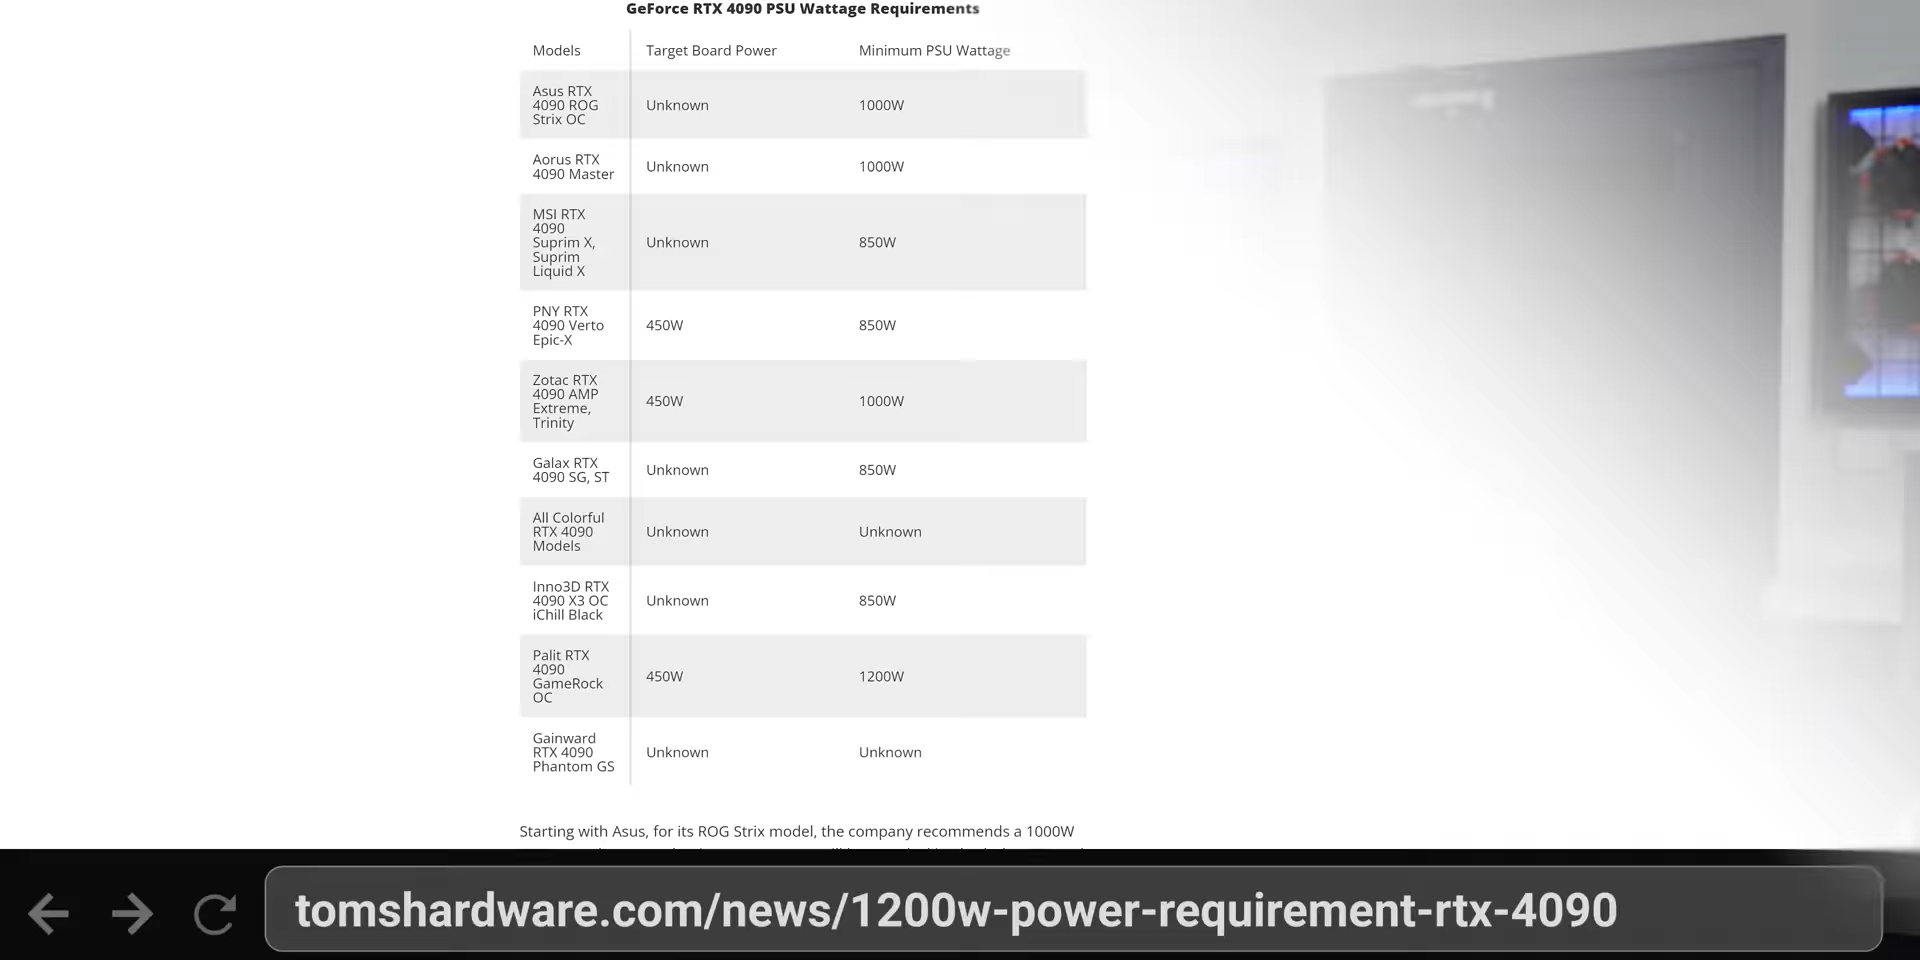 GeForce RTX 4090 PSU Wattage Requirements
Models Target Board Power Minimum PSU Wattage
Asus RTX
4090 ROG
Strix OC
Unknown 1000W
Aorus RTX
4090 Master
Unknown 1000W
MSI RTX
4090
Suprim X,
Suprim
Liquid X
Unknown 850W
PNY RTX
4090 Verto
Epic-X
450W 850W
Zotac RTX
4090 AMP
Extreme,
Trinity
450W 1000W
Galax RTX
4090 SG, ST
Unknown 850W
All Colorful
RTX 4090
Models
Unknown Unknown
Inno3D RTX
4090 X3 OC
iChill Black
Unknown 850W
Palit RTX
4090
GameRock
OC
450W 1200W
Gainward
RTX 4090
Phantom GS
Unknown Unknown
Starting with Asus, for its ROG Strix model, the company recommends a 1000W
tomshardware.com/news/1200w-power-requirement-rtx-4090